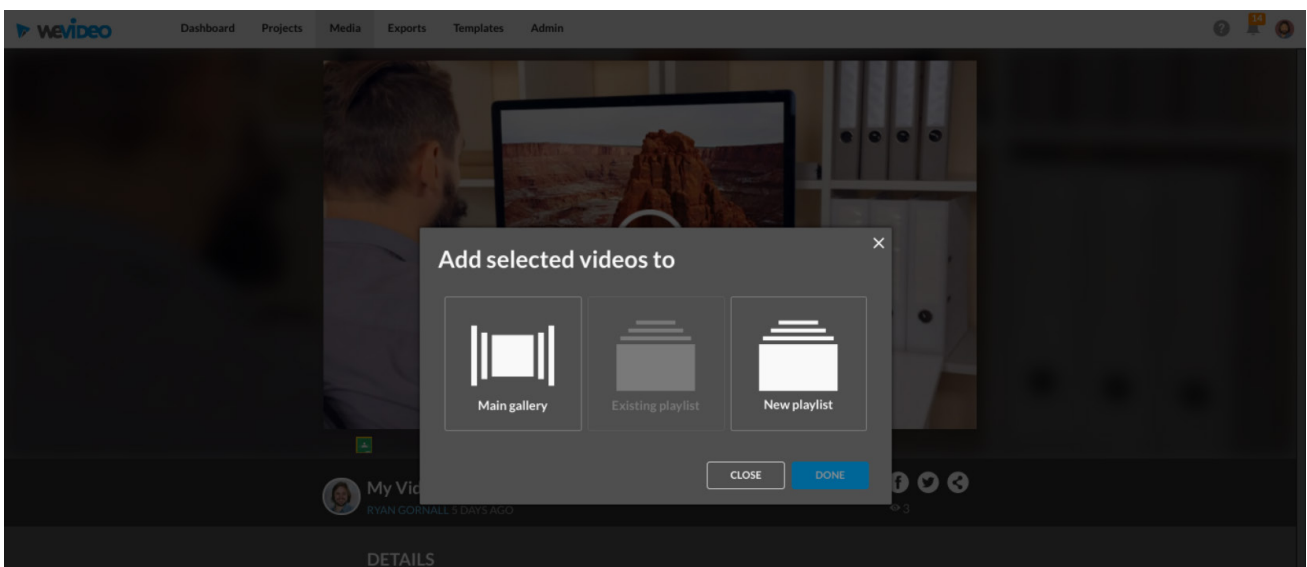 WeVIDEO Dashboard Projects Media Exports Templates Admin ? 14
Add selected videos to
Main gallery Existing playlist New playlist
CLOSE DONE
My Vid
RYAN GORNALL 5 DAYS AGO 3
DETAILS